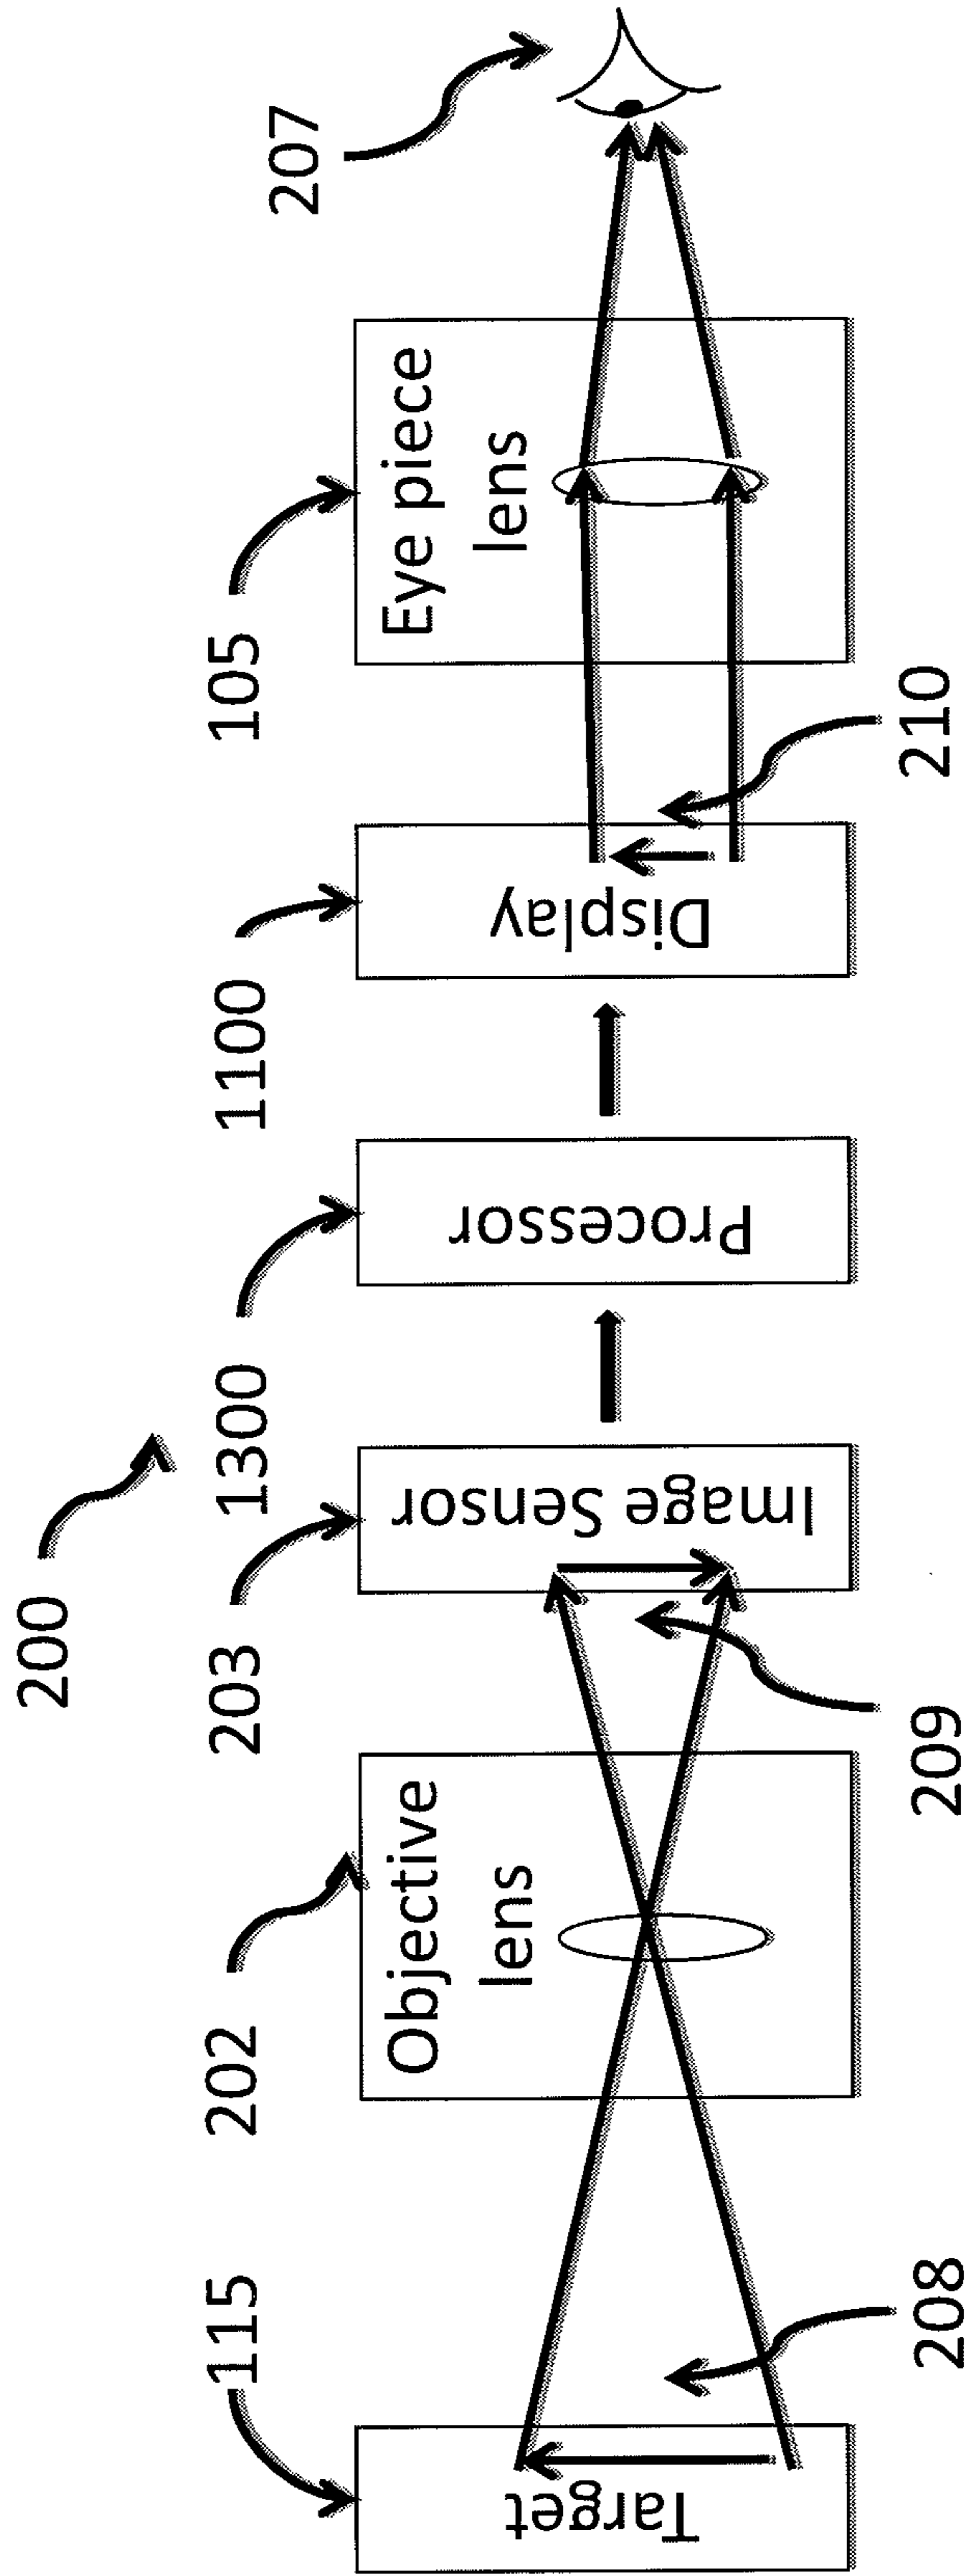 200
115
202
203
1300
1100
105
207
Target
Objective
lens
Image Sensor
Processor
Display
Eye piece
lens
208
209
210